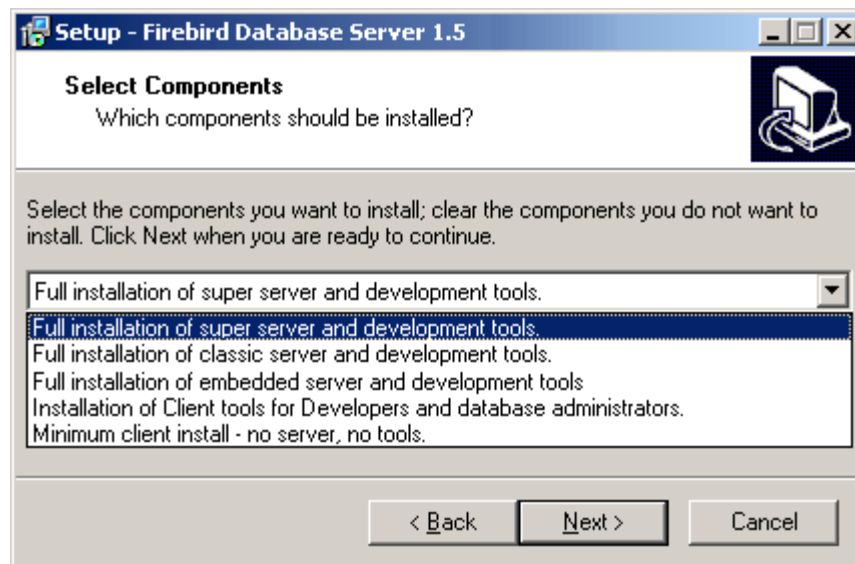 Setup - Firebird Database Server 1.5
Select Components
Which components should be installed?
Select the components you want to install; clear the components you do not want to
install. Click Next when you are ready to continue.
Full installation of super server and development tools.
Full installation of super server and development tools.
Full installation of classic server and development tools.
Full installation of embedded server and development tools
Installation of Client tools for Developers and database administrators.
Minimum client install - no server, no tools.
< Back Next > Cancel